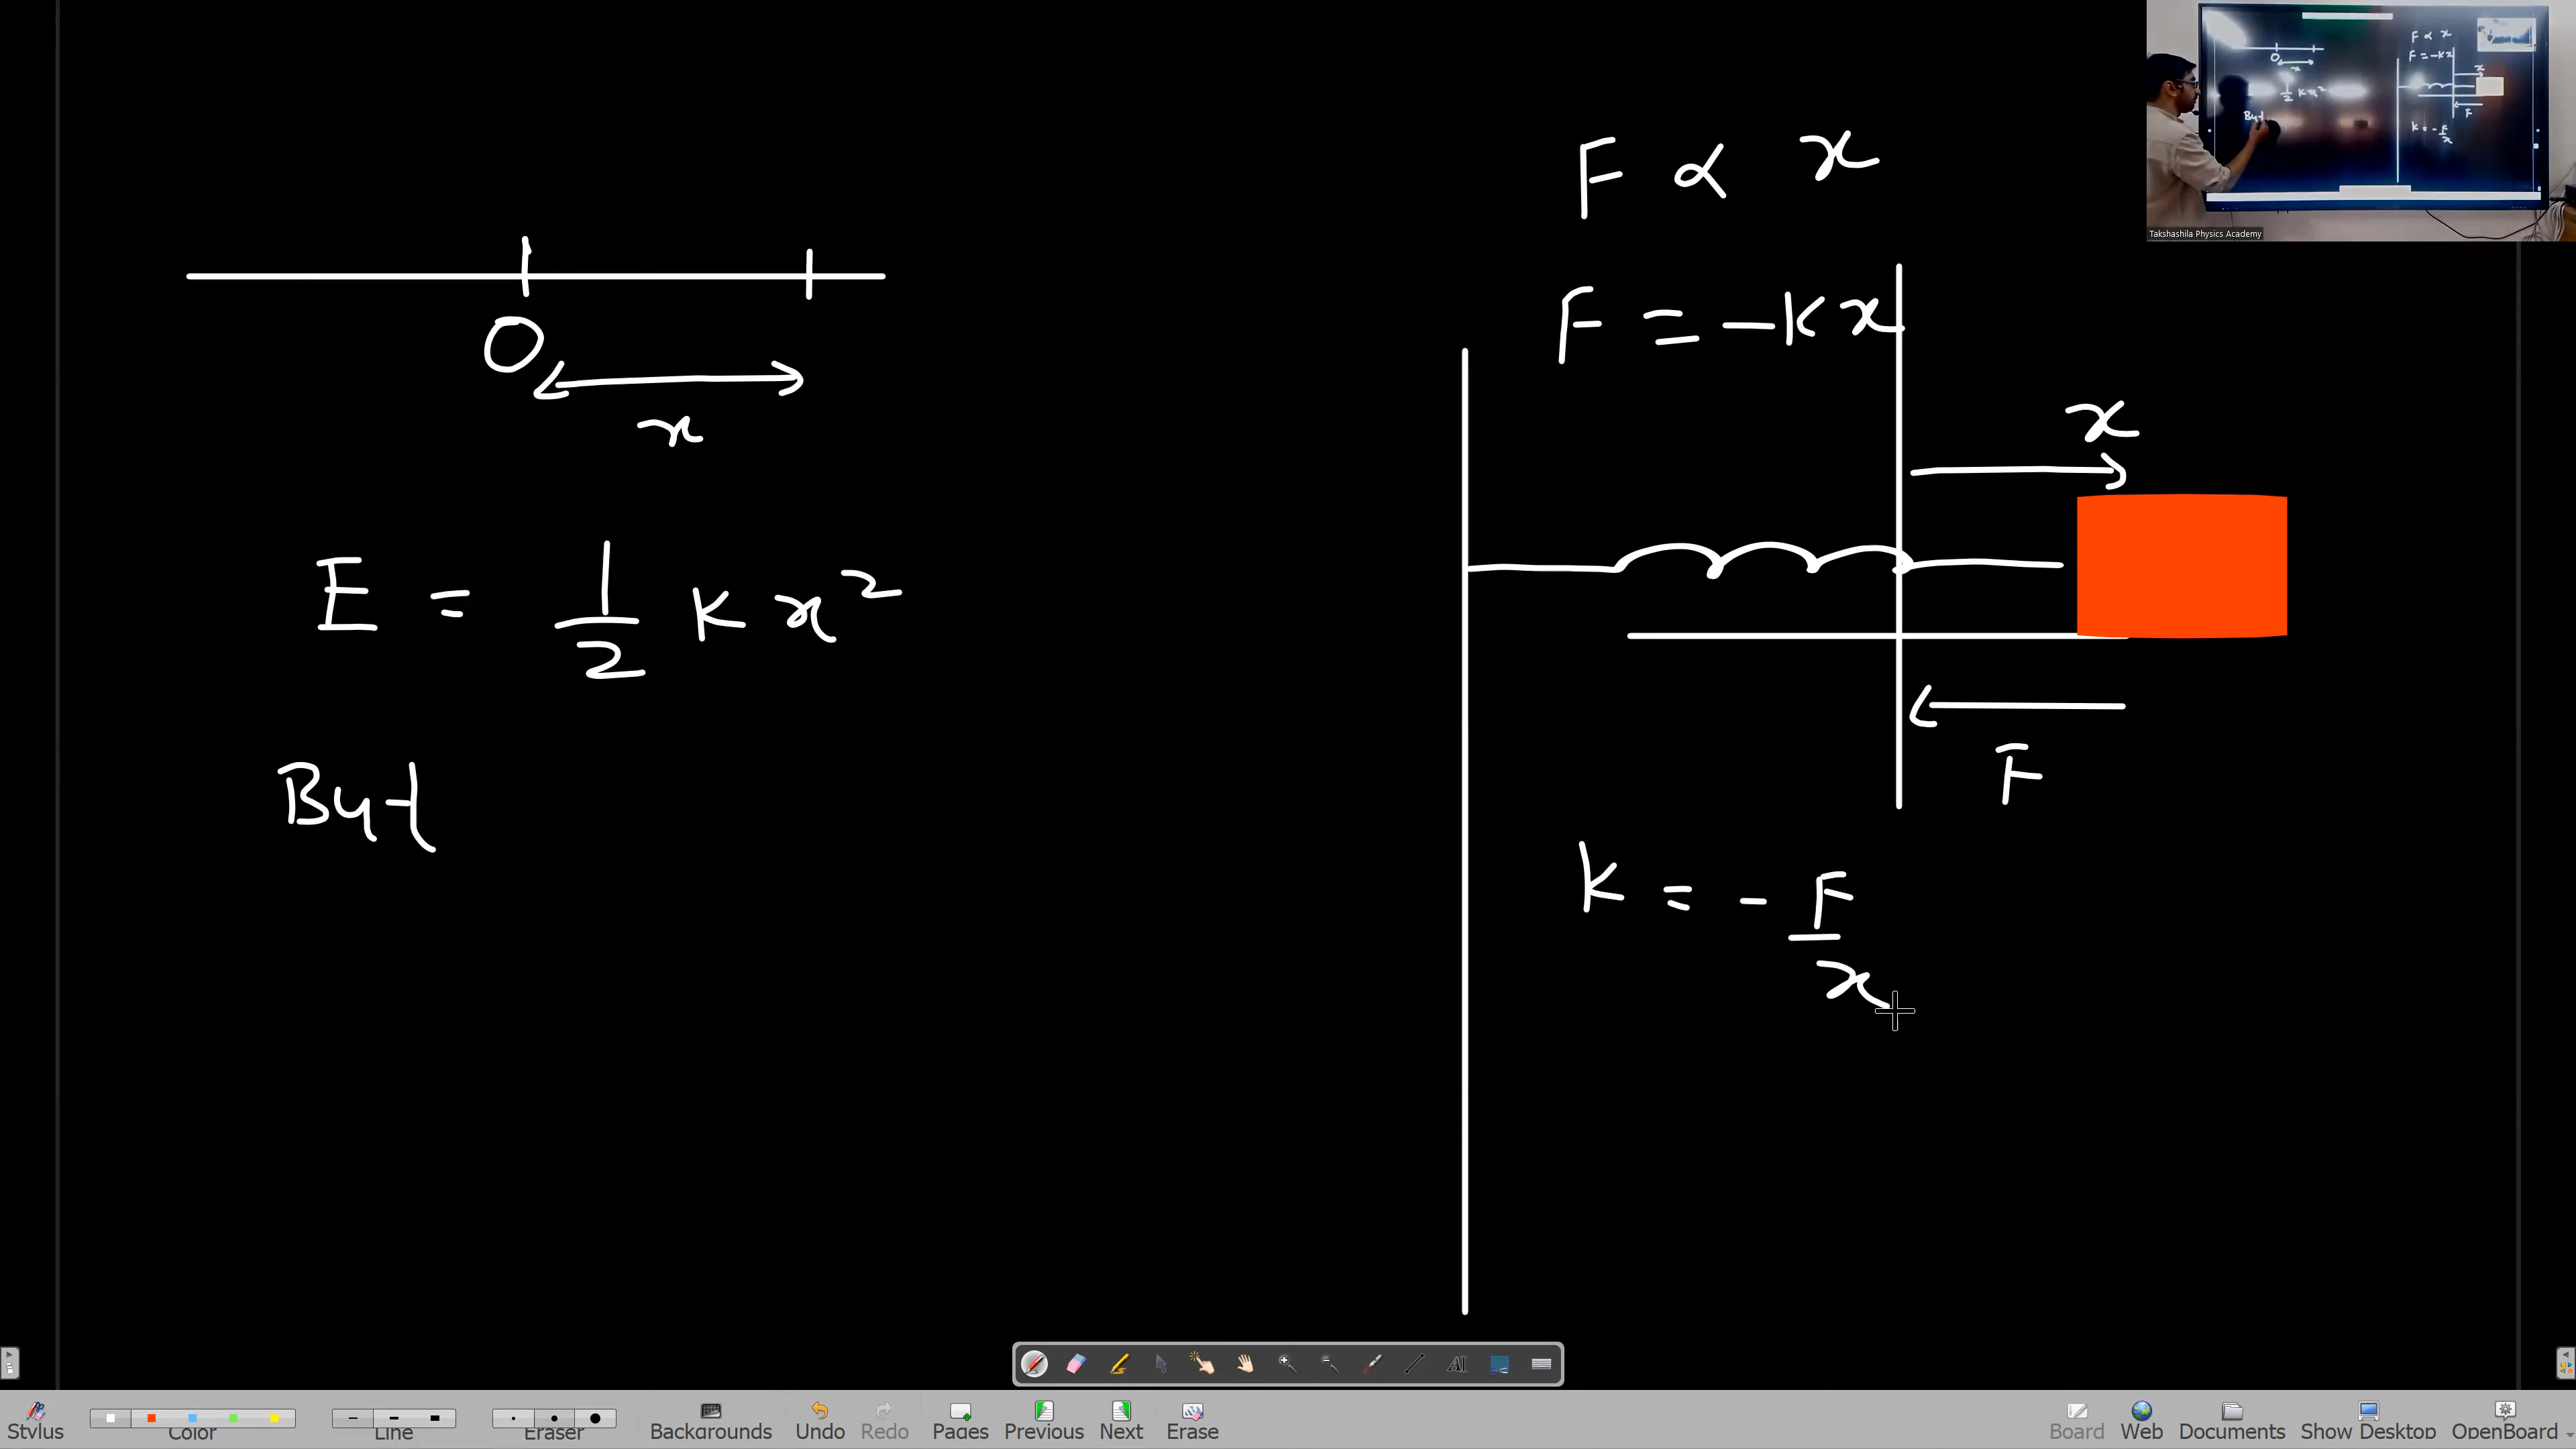 F ∝ x
F = -Kx
O
x
x
E = 1/2 K x²
F
But
K = - F/x
Takshashila Physics Academy
Stylus Color Line Eraser Backgrounds Undo Redo Pages Previous Next Erase Board Web Documents Show Desktop OpenBoard